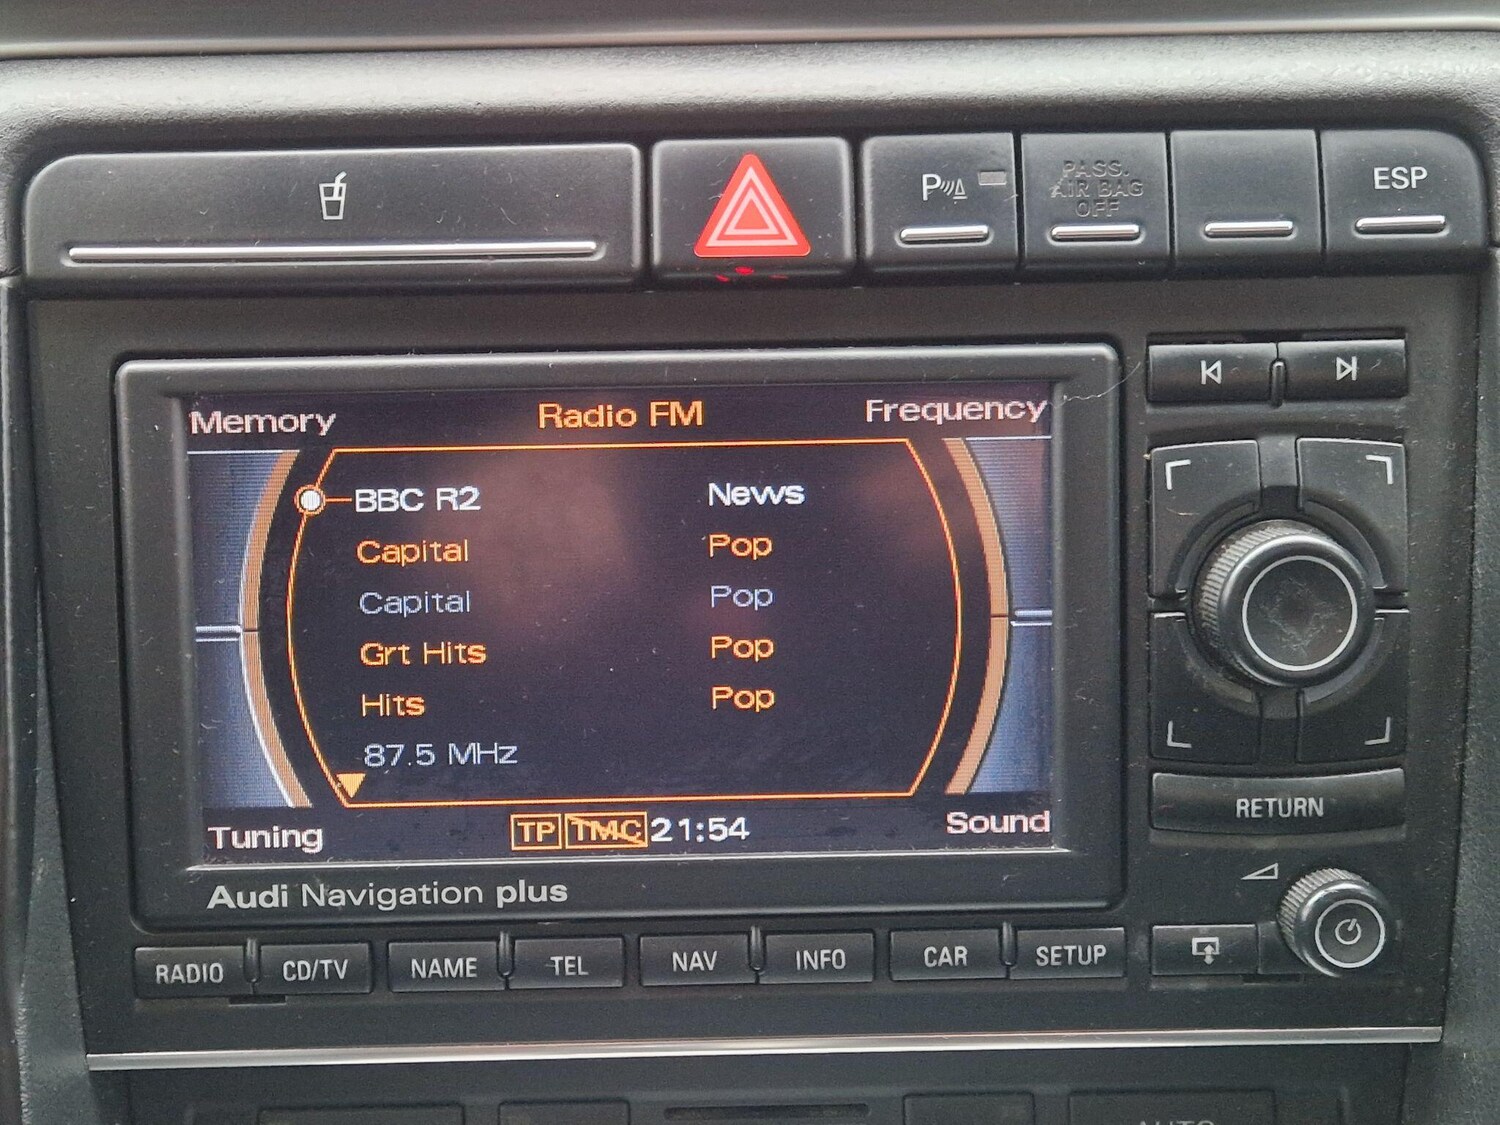 P
PASS.
AIR BAG
OFF
ESP
Memory Radio FM Frequency
BBC R2 News
Capital Pop
Capital Pop
Grt Hits Pop
Hits Pop
87.5 MHz
Tuning TP TMC 21:54 Sound
Audi Navigation plus
RETURN
RADIO CD/TV NAME TEL NAV INFO CAR SETUP
AUTO